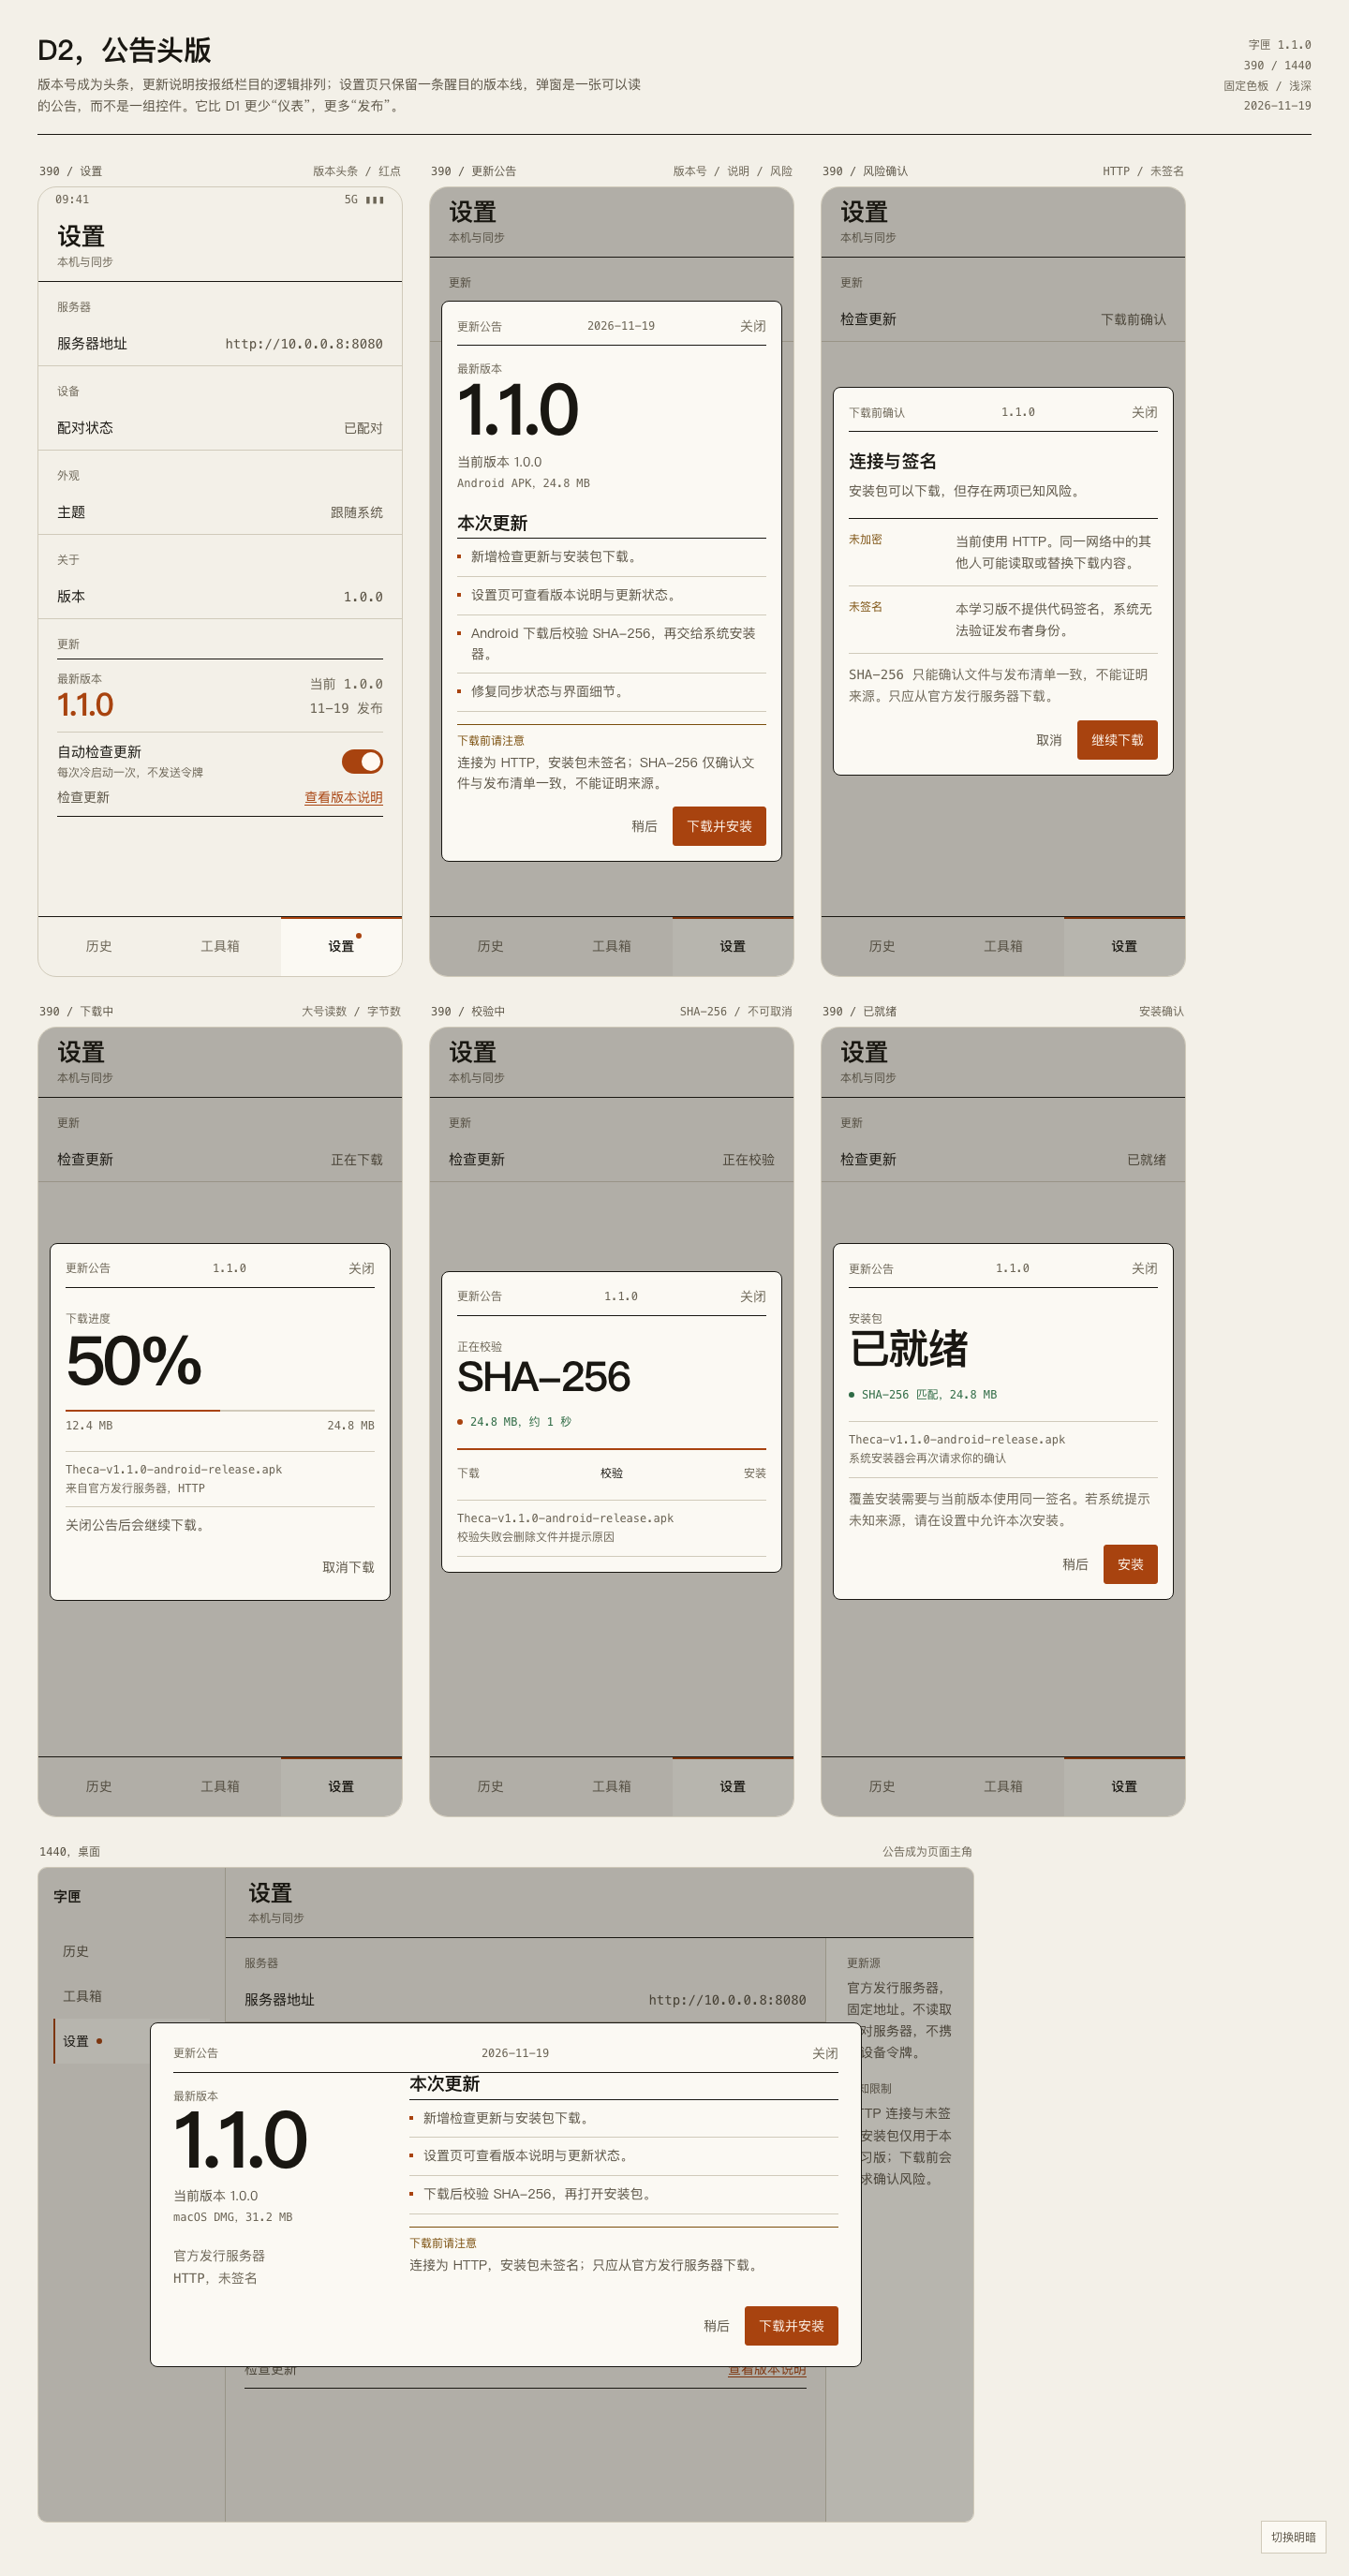 D2，公告头版
版本号成为头条，更新说明按报纸栏目的逻辑排列；设置页只保留一条醒目的版本线，弹窗是一张可以读
的公告，而不是一组控件。它比 D1 更少“仪表”，更多“发布”。
字匣 1.1.0
390 / 1440
固定色板 / 浅深
2026-11-19
390 / 设置
版本头条 / 红点
09:41
5G
设置
本机与同步
服务器
服务器地址
http://10.0.0.8:8080
设备
配对状态
已配对
外观
主题
跟随系统
关于
版本
1.0.0
更新
最新版本
1.1.0
当前 1.0.0
11-19 发布
自动检查更新
每次冷启动一次，不发送令牌
检查更新
查看版本说明
历史
工具箱
设置
390 / 更新公告
版本号 / 说明 / 风险
设置
本机与同步
更新
更新公告
2026-11-19
关闭
最新版本
1.1.0
当前版本 1.0.0
Android APK，24.8 MB
本次更新
新增检查更新与安装包下载。
设置页可查看版本说明与更新状态。
Android 下载后校验 SHA-256，再交给系统安装
器。
修复同步状态与界面细节。
下载前请注意
连接为 HTTP，安装包未签名；SHA-256 仅确认文
件与发布清单一致，不能证明来源。
稍后
下载并安装
历史
工具箱
设置
390 / 风险确认
HTTP / 未签名
设置
本机与同步
更新
检查更新
下载前确认
下载前确认
1.1.0
关闭
连接与签名
安装包可以下载，但存在两项已知风险。
未加密
当前使用 HTTP。同一网络中的其
他人可能读取或替换下载内容。
未签名
本学习版不提供代码签名，系统无
法验证发布者身份。
SHA-256 只能确认文件与发布清单一致，不能证明
来源。只应从官方发行服务器下载。
取消
继续下载
历史
工具箱
设置
390 / 下载中
大号读数 / 字节数
设置
本机与同步
更新
检查更新
正在下载
更新公告
1.1.0
关闭
下载进度
50%
12.4 MB
24.8 MB
Theca-v1.1.0-android-release.apk
来自官方发行服务器，HTTP
关闭公告后会继续下载。
取消下载
历史
工具箱
设置
390 / 校验中
SHA-256 / 不可取消
设置
本机与同步
更新
检查更新
正在校验
更新公告
1.1.0
关闭
正在校验
SHA-256
24.8 MB，约 1 秒
下载
校验
安装
Theca-v1.1.0-android-release.apk
校验失败会删除文件并提示原因
历史
工具箱
设置
390 / 已就绪
安装确认
设置
本机与同步
更新
检查更新
已就绪
更新公告
1.1.0
关闭
安装包
已就绪
SHA-256 匹配，24.8 MB
Theca-v1.1.0-android-release.apk
系统安装器会再次请求你的确认
覆盖安装需要与当前版本使用同一签名。若系统提示
未知来源，请在设置中允许本次安装。
稍后
安装
历史
工具箱
设置
1440，桌面
公告成为页面主角
字匣
历史
工具箱
设置
设置
本机与同步
服务器
服务器地址
http://10.0.0.8:8080
更新源
官方发行服务器，
固定地址。不读取
对服务器，不携
设备令牌。
知限制
TP 连接与未签
安装包仅用于本
习版；下载前会
求确认风险。
更新公告
2026-11-19
关闭
最新版本
1.1.0
当前版本 1.0.0
macOS DMG，31.2 MB
官方发行服务器
HTTP，未签名
本次更新
新增检查更新与安装包下载。
设置页可查看版本说明与更新状态。
下载后校验 SHA-256，再打开安装包。
下载前请注意
连接为 HTTP，安装包未签名；只应从官方发行服务器下载。
稍后
下载并安装
检查更新
查看版本说明
切换明暗